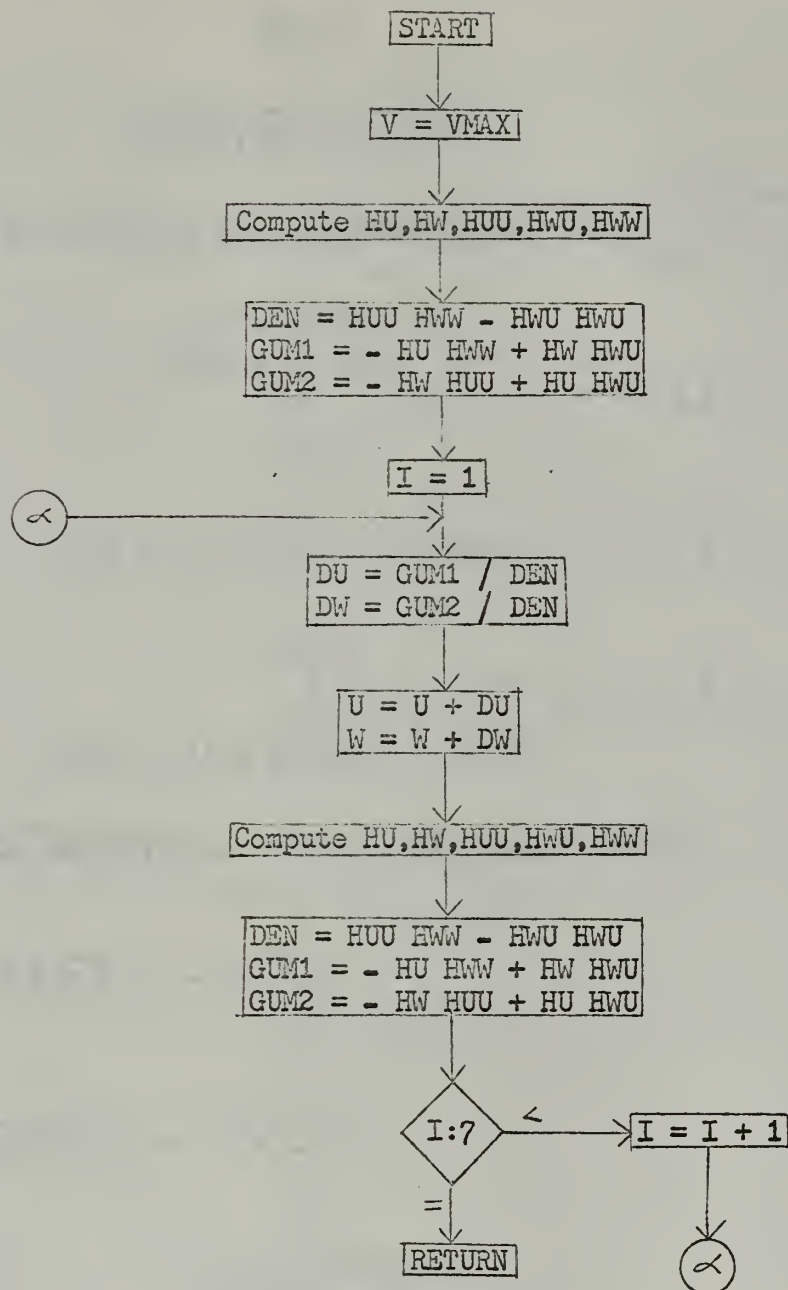 START
V = VMAX
Compute HU,HW,HUU,HWU,HWW
DEN = HUU HWW - HWU HWU
GUM1 = - HU HWW + HW HWU
GUM2 = - HW HUU + HU HWU
I = 1
∝
DU = GUM1 / DEN
DW = GUM2 / DEN
U = U + DU
W = W + DW
Compute HU,HW,HUU,HWU,HWW
DEN = HUU HWW - HWU HWU
GUM1 = - HU HWW + HW HWU
GUM2 = - HW HUU + HU HWU
I:7
<
I = I + 1
=
RETURN
∝